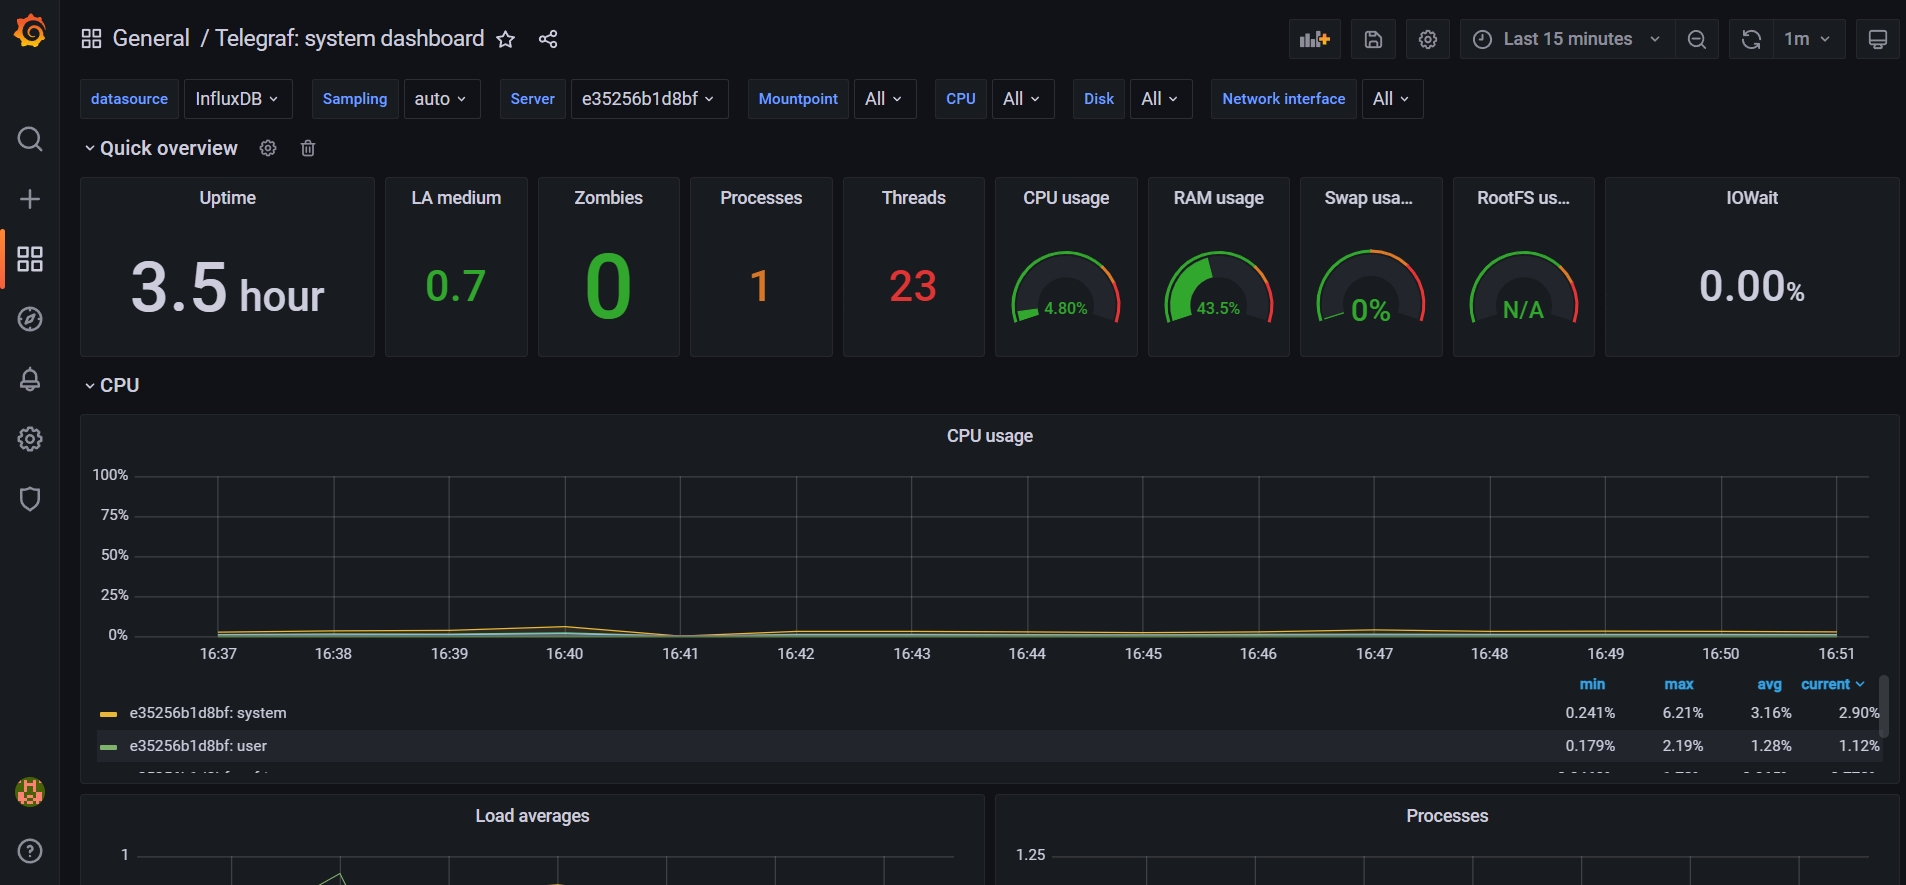 General / Telegraf: system dashboard
Last 15 minutes
1m
datasource InfluxDB Sampling auto Server e35256b1d8bf Mountpoint All CPU All Disk All Network interface All
Quick overview
Uptime
3.5 hour
LA medium
0.7
Zombies
0
Processes
1
Threads
23
CPU usage
4.80%
RAM usage
43.5%
Swap usa...
0%
RootFS us...
N/A
IOWait
0.00%
CPU
CPU usage
100%
75%
50%
25%
0%
16:37 16:38 16:39 16:40 16:41 16:42 16:43 16:44 16:45 16:46 16:47 16:48 16:49 16:50 16:51
min max avg current
e35256b1d8bf: system 0.241% 6.21% 3.16% 2.90%
e35256b1d8bf: user 0.179% 2.19% 1.28% 1.12%
Load averages
1
Processes
1.25